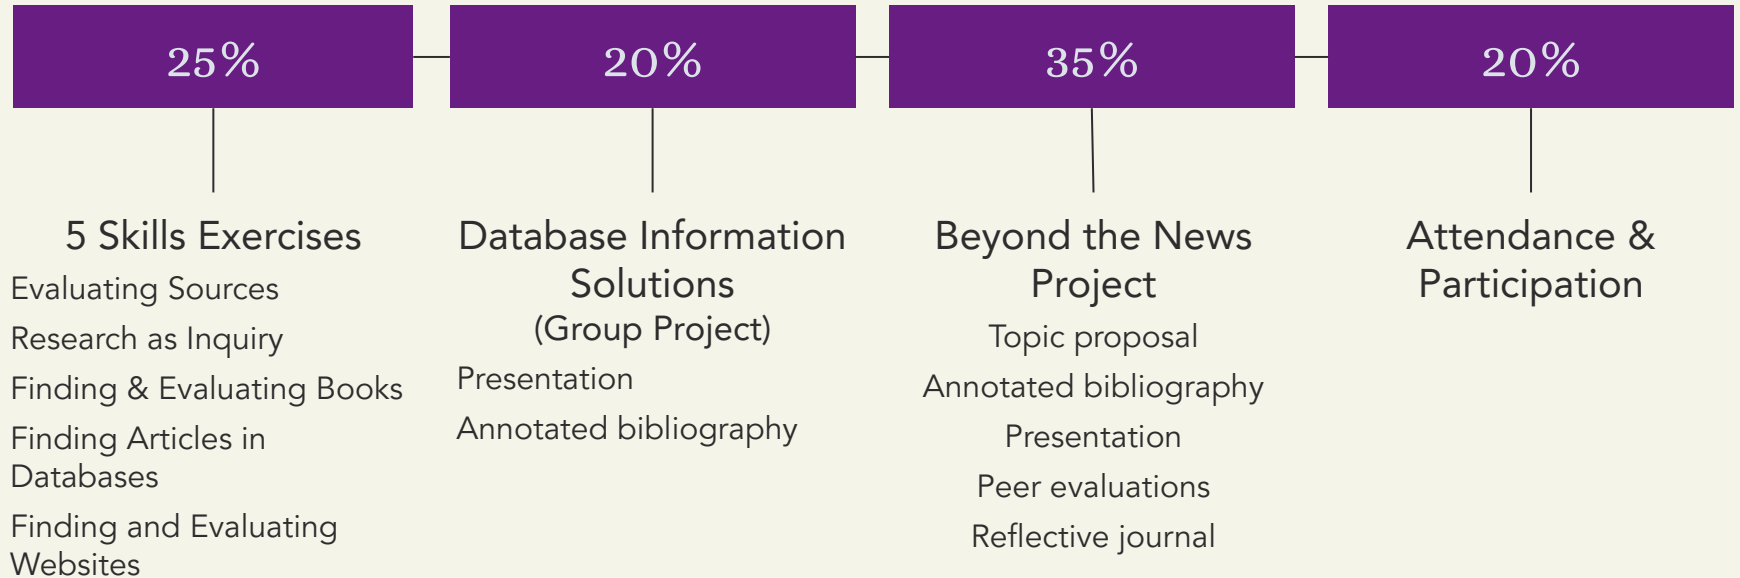 25%
5 Skills Exercises
Evaluating Sources
Research as Inquiry
Finding & Evaluating Books
Finding Articles in
Databases
Finding and Evaluating
Websites
20%
Database Information
Solutions
(Group Project)
Presentation
Annotated bibliography
35%
Beyond the News
Project
Topic proposal
Annotated bibliography
Presentation
Peer evaluations
Reflective journal
20%
Attendance &
Participation